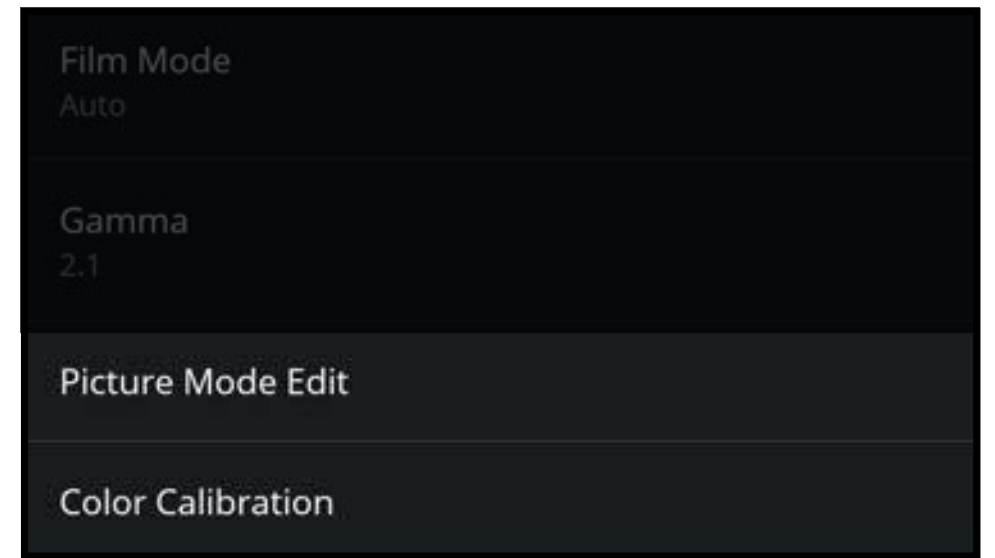 Film Mode
Auto
Gamma
2.1
Picture Mode Edit
Color Calibration